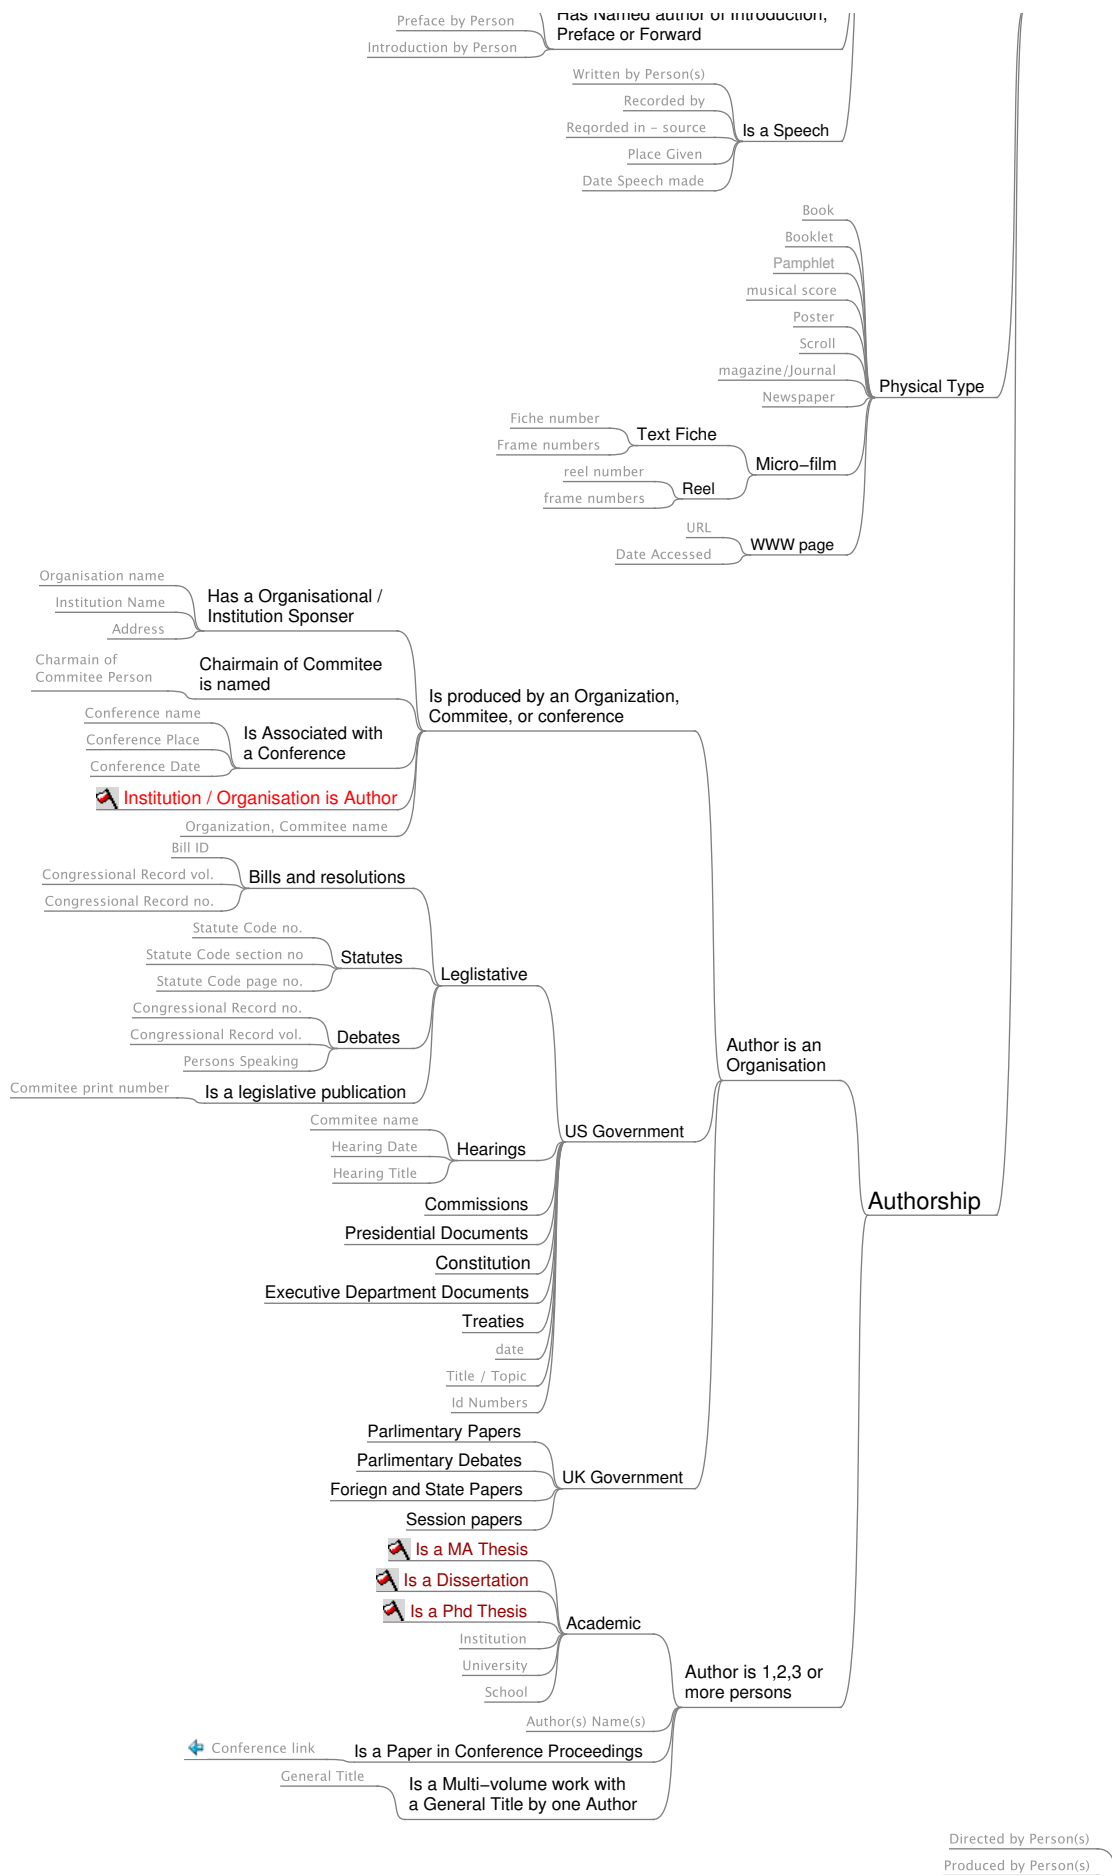 Has Named author of Introduction,
Preface or Forward
Preface by Person
Introduction by Person
Written by Person(s)
Recorded by
Reqorded in - source
Place Given
Date Speech made
Is a Speech
Book
Booklet
Pamphlet
musical score
Poster
Scroll
magazine/Journal
Newspaper
Physical Type
Fiche number
Frame numbers
Text Fiche
reel number
frame numbers
Reel
Micro-film
URL
Date Accessed
WWW page
Organisation name
Institution Name
Address
Has a Organisational /
Institution Sponser
Charmain of
Commitee Person
Chairmain of Commitee
is named
Conference name
Conference Place
Conference Date
Is Associated with
a Conference
Institution / Organisation is Author
Organization, Commitee name
Is produced by an Organization,
Commitee, or conference
Bill ID
Congressional Record vol.
Congressional Record no.
Bills and resolutions
Statute Code no.
Statute Code section no
Statute Code page no.
Statutes
Congressional Record no.
Congressional Record vol.
Persons Speaking
Debates
Commitee print number
Is a legislative publication
Leglistative
Commitee name
Hearing Date
Hearing Title
Hearings
Commissions
Presidential Documents
Constitution
Executive Department Documents
Treaties
date
Title / Topic
Id Numbers
US Government
Parlimentary Papers
Parlimentary Debates
Foriegn and State Papers
Session papers
UK Government
Author is an
Organisation
Authorship
Is a MA Thesis
Is a Dissertation
Is a Phd Thesis
Institution
University
School
Academic
Author(s) Name(s)
Conference link
Is a Paper in Conference Proceedings
General Title
Is a Multi-volume work with
a General Title by one Author
Author is 1,2,3 or
more persons
Directed by Person(s)
Produced by Person(s)